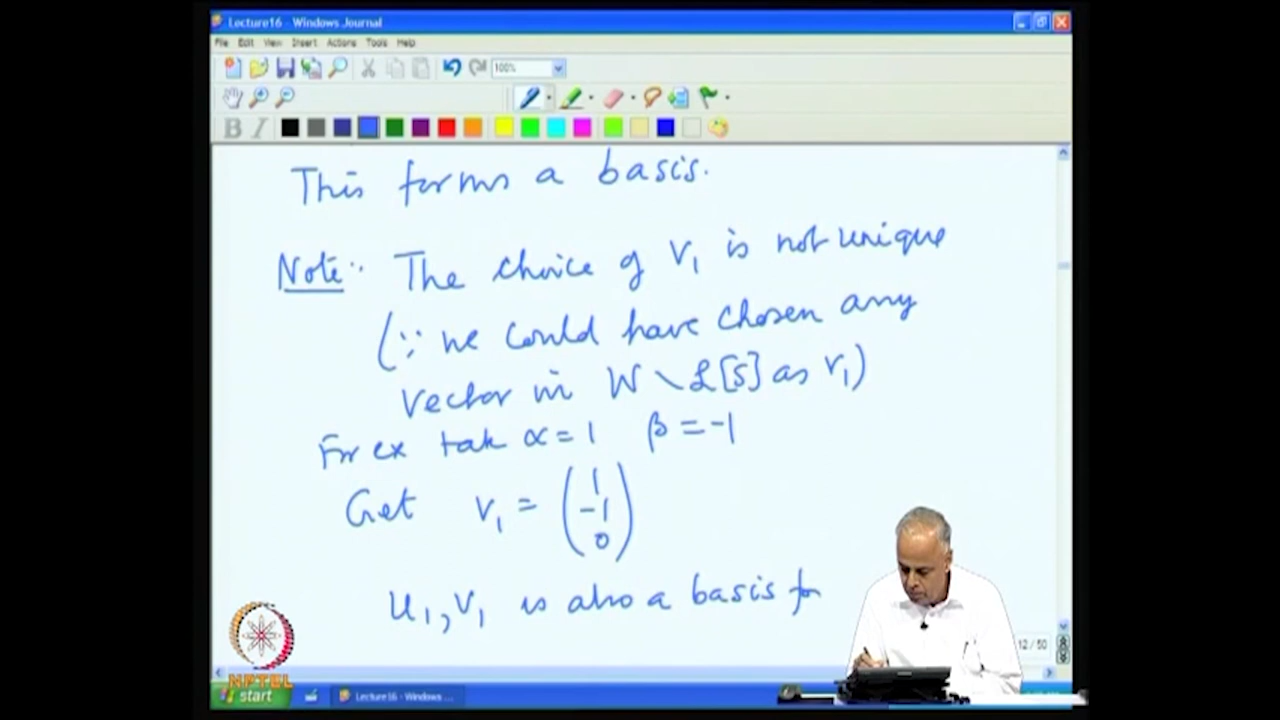 Lecture16 - Windows Journal
File Edit View Insert Actions Tools Help
100%
B I
This forms a basis.
Note: The choice of v₁ is not unique
(∵ we could have chosen any
vector in W \ ℒ[S] as v₁)
For ex tak α = 1 β = -1
Get v₁ = (1
-1
0)
u₁, v₁ is also a basis for
12 / 50
NPTEL
start Lecture16 - Windows ...